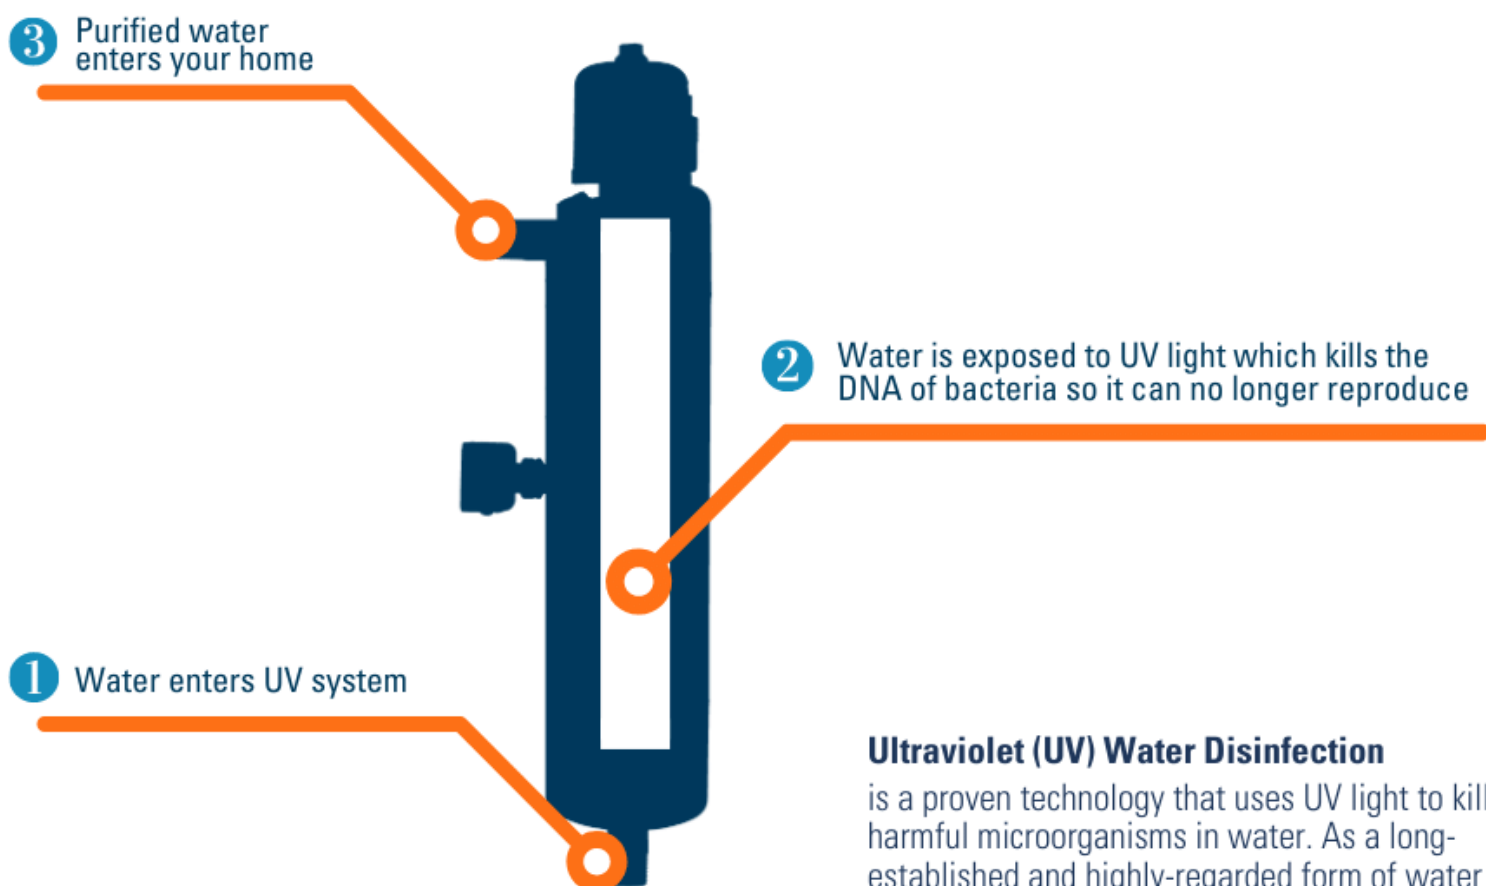 3 Purified water
enters your home
2 Water is exposed to UV light which kills the
DNA of bacteria so it can no longer reproduce
1 Water enters UV system
Ultraviolet (UV) Water Disinfection
is a proven technology that uses UV light to kill
harmful microorganisms in water. As a long-
established and highly-regarded form of water